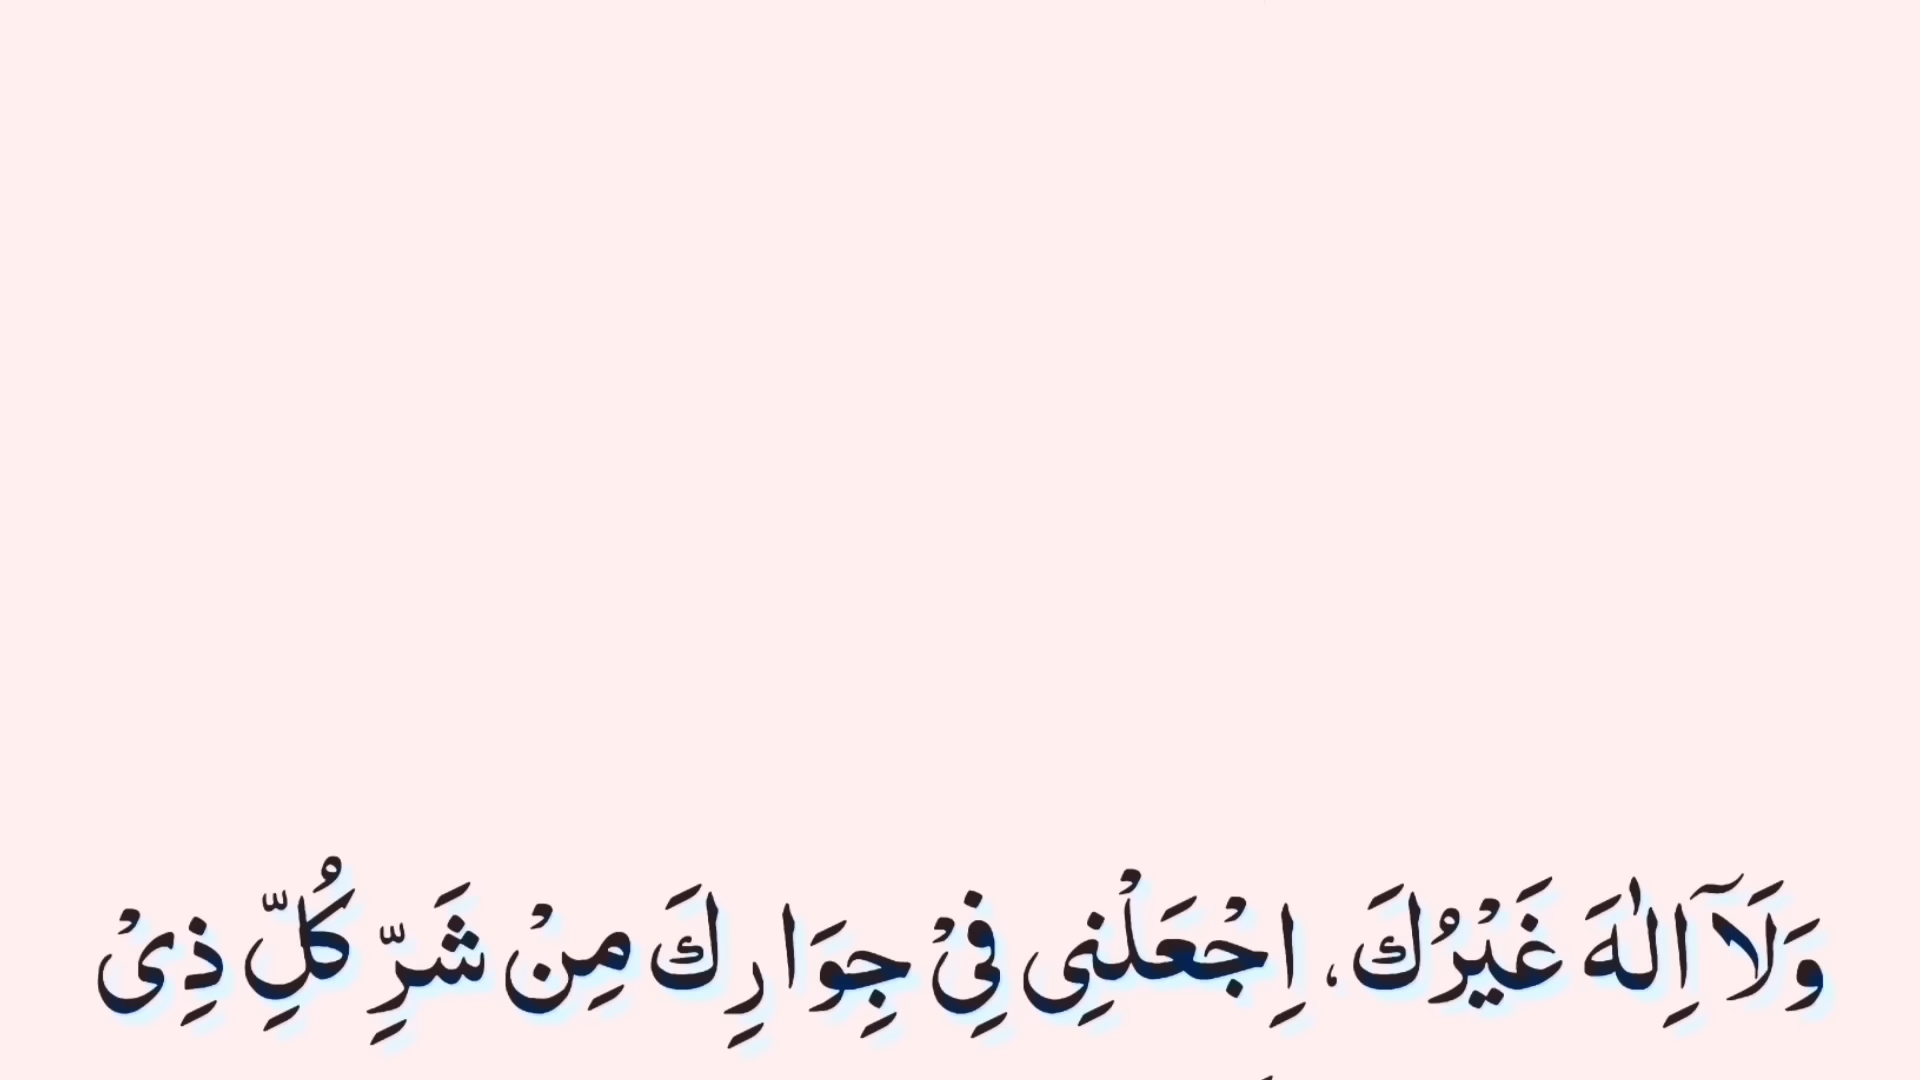 وَلَآ اِلٰهَ غَيْرُكَ، اِجْعَلْنِى فِىْ جِوَارِكَ مِنْ شَرِّ كُلِّ ذِىْ